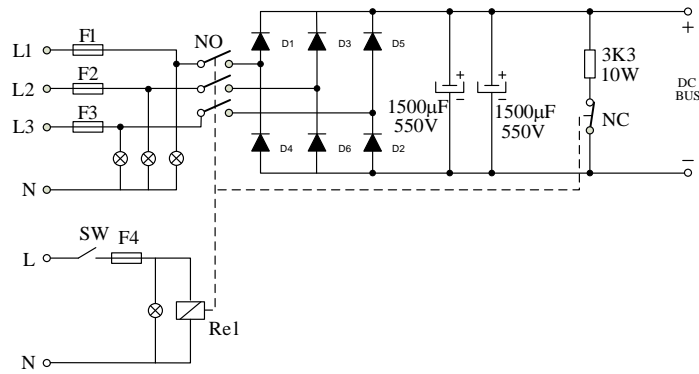 L1
F1
NO
D1
D3
D5
+
L2
F2
3K3
10W
DC
BUS
L3
F3
+
−
+
−
1500µF
550V
1500µF
550V
NC
D4
D6
D2
N
−
SW
F4
L
Re1
N